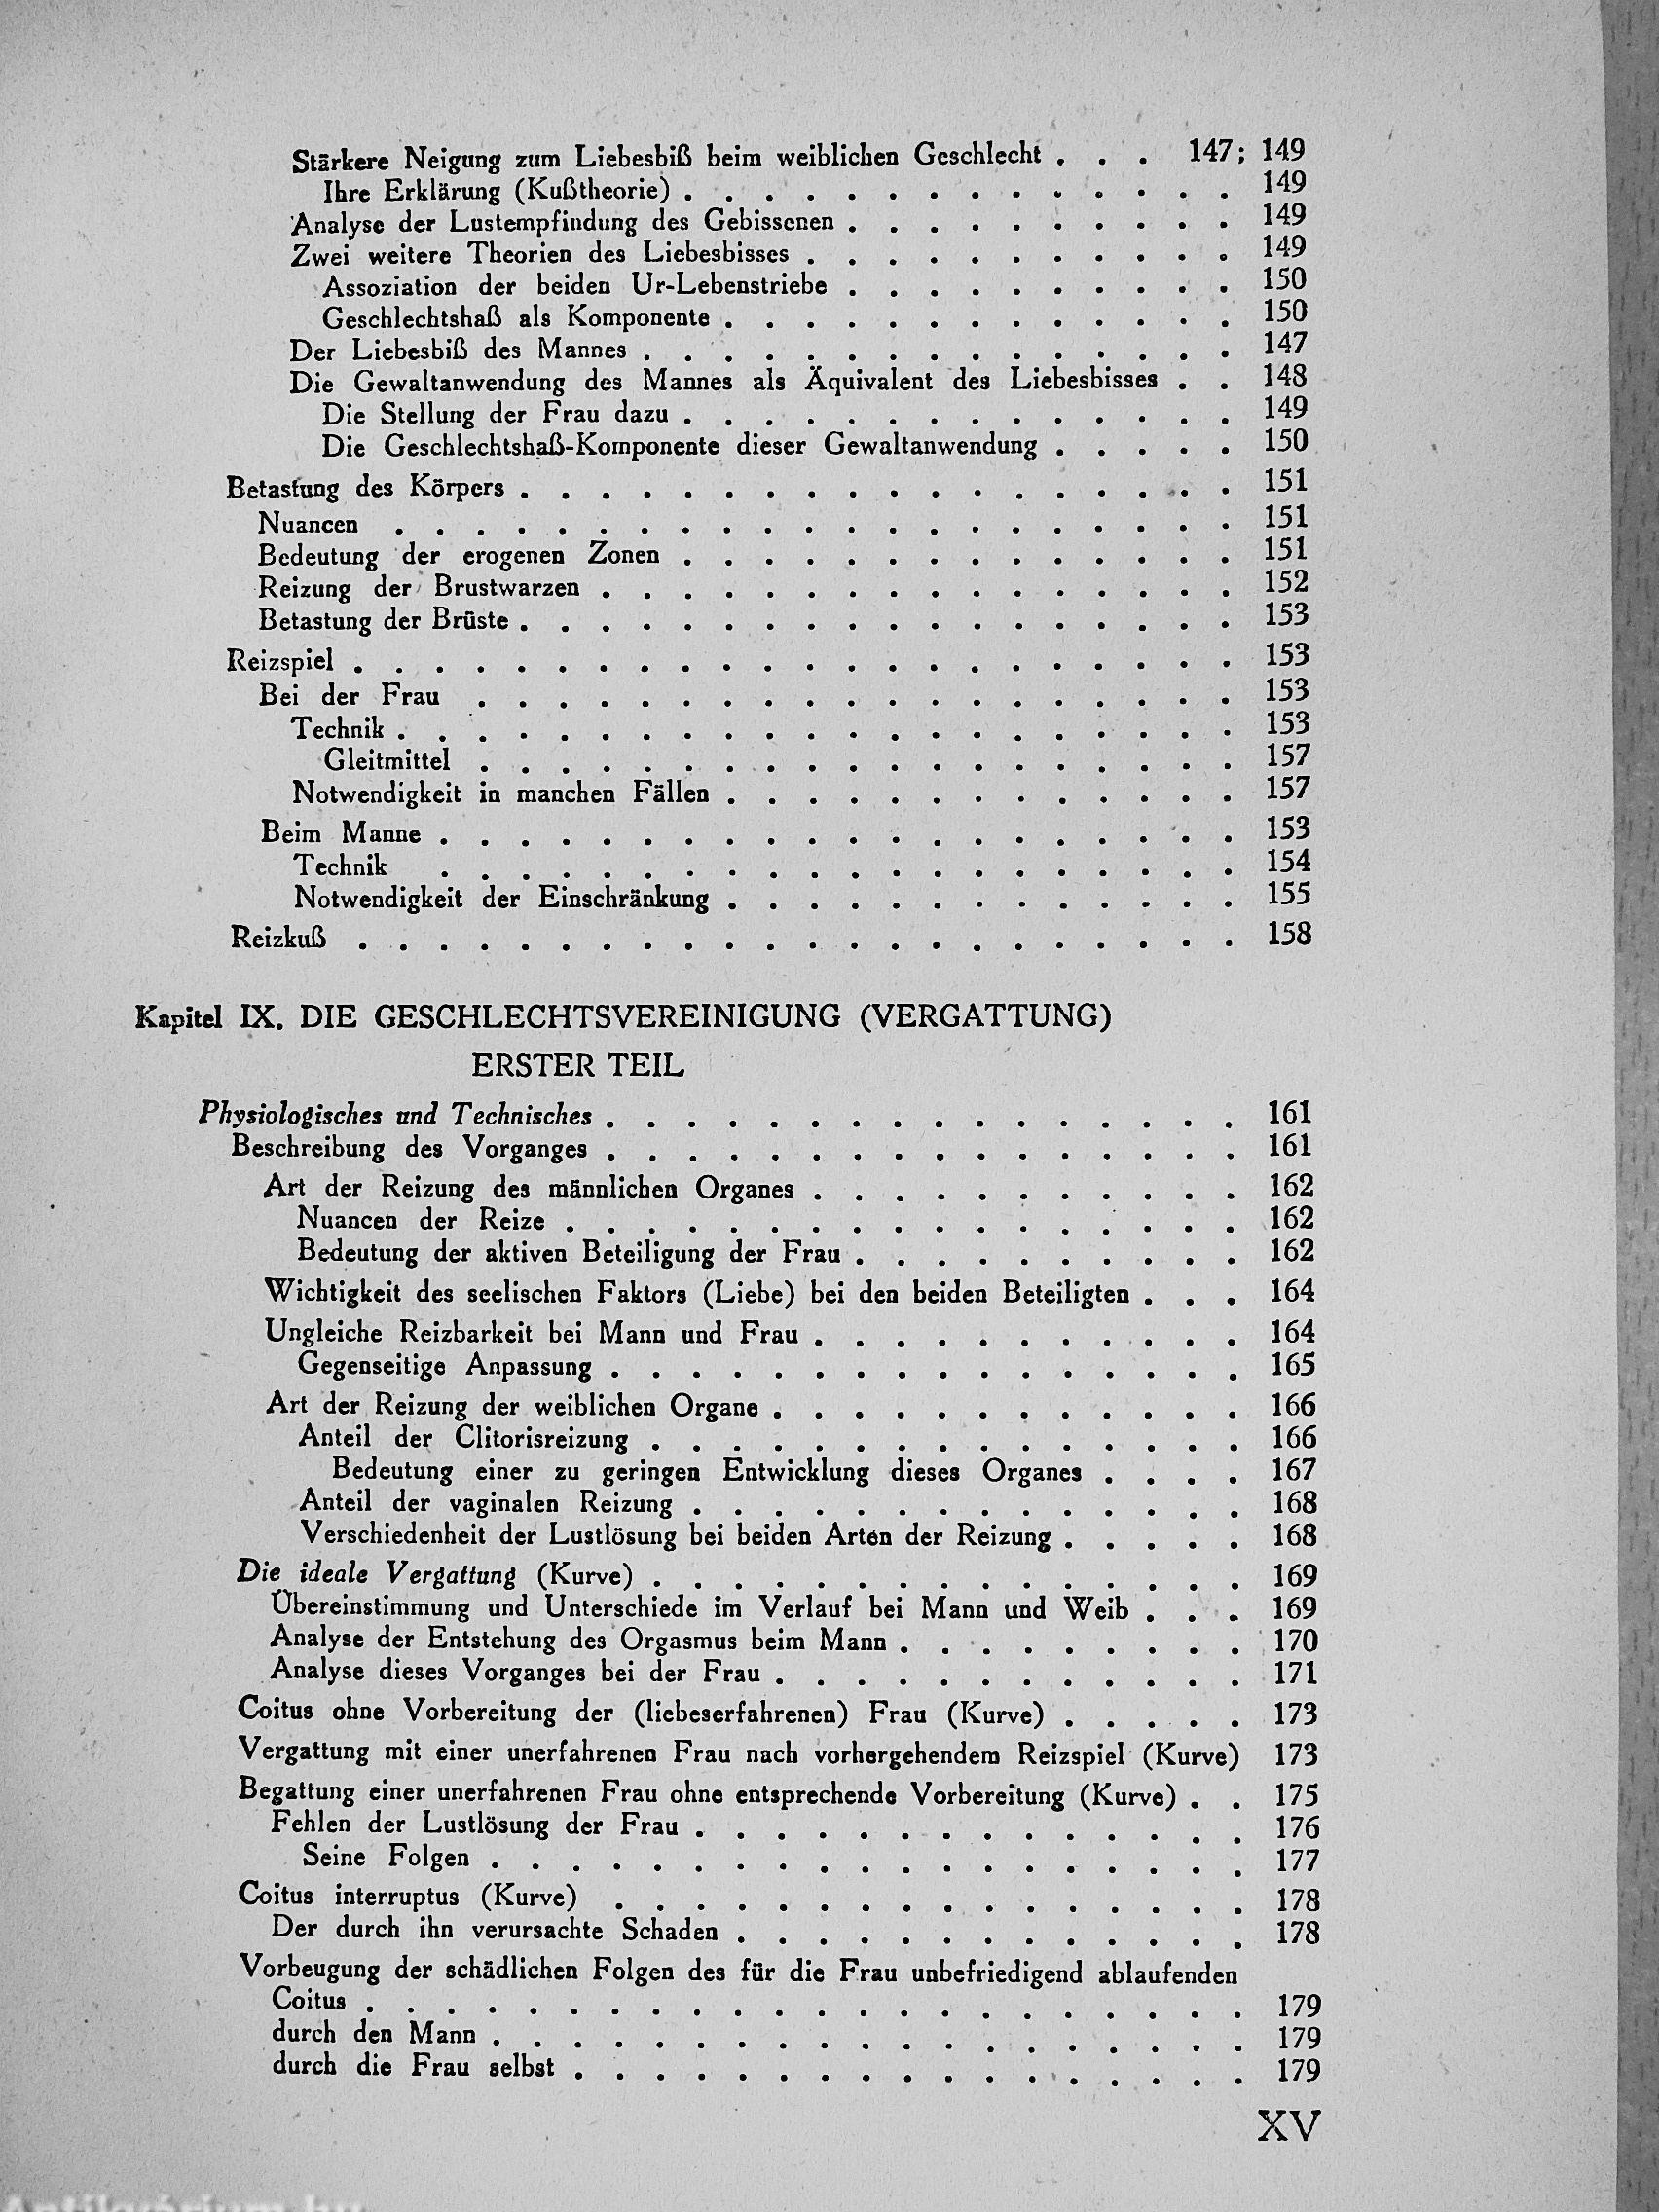 Stärkere Neigung zum Liebesbiß beim weiblichen Geschlecht . . . 147; 149
Ihre Erklärung (Kußtheorie) . . . . . . . . . . . . . . 149
Analyse der Lustempfindung des Gebissenen . . . . . . . . . . 149
Zwei weitere Theorien des Liebesbisses . . . . . . . . . . . 149
Assoziation der beiden Ur-Lebenstriebe . . . . . . . . . . 150
Geschlechtshaß als Komponente . . . . . . . . . . . . . 150
Der Liebesbiß des Mannes . . . . . . . . . . . . . . . 147
Die Gewaltanwendung des Mannes als Äquivalent des Liebesbisses . . 148
Die Stellung der Frau dazu . . . . . . . . . . . . . . 149
Die Geschlechtshaß-Komponente dieser Gewaltanwendung . . . . . 150
Betastung des Körpers . . . . . . . . . . . . . . . . . . 151
Nuancen . . . . . . . . . . . . . . . . . . . . . 151
Bedeutung der erogenen Zonen . . . . . . . . . . . . . . 151
Reizung der Brustwarzen . . . . . . . . . . . . . . . . 152
Betastung der Brüste . . . . . . . . . . . . . . . . . . 153
Reizspiel . . . . . . . . . . . . . . . . . . . . . . 153
Bei der Frau . . . . . . . . . . . . . . . . . . . 153
Technik . . . . . . . . . . . . . . . . . . . . . 153
Gleitmittel . . . . . . . . . . . . . . . . . . . 157
Notwendigkeit in manchen Fällen . . . . . . . . . . . . . 157
Beim Manne . . . . . . . . . . . . . . . . . . . . 153
Technik . . . . . . . . . . . . . . . . . . . . 154
Notwendigkeit der Einschränkung . . . . . . . . . . . . . 155
Reizkuß . . . . . . . . . . . . . . . . . . . . . . 158
Kapitel IX. DIE GESCHLECHTSVEREINIGUNG (VERGATTUNG)
ERSTER TEIL
Physiologisches und Technisches . . . . . . . . . . . . . . . . 161
Beschreibung des Vorganges . . . . . . . . . . . . . . . . 161
Art der Reizung des männlichen Organes . . . . . . . . . . . 162
Nuancen der Reize . . . . . . . . . . . . . . . . . 162
Bedeutung der aktiven Beteiligung der Frau . . . . . . . . . . 162
Wichtigkeit des seelischen Faktors (Liebe) bei den beiden Beteiligten . . . 164
Ungleiche Reizbarkeit bei Mann und Frau . . . . . . . . . . . 164
Gegenseitige Anpassung . . . . . . . . . . . . . . . . 165
Art der Reizung der weiblichen Organe . . . . . . . . . . . . 166
Anteil der Clitorisreizung . . . . . . . . . . . . . . . 166
Bedeutung einer zu geringen Entwicklung dieses Organes . . . . 167
Anteil der vaginalen Reizung . . . . . . . . . . . . . . 168
Verschiedenheit der Lustlösung bei beiden Arten der Reizung . . . . . 168
Die ideale Vergattung (Kurve) . . . . . . . . . . . . . . . 169
Übereinstimmung und Unterschiede im Verlauf bei Mann und Weib . . . 169
Analyse der Entstehung des Orgasmus beim Mann . . . . . . . . . 170
Analyse dieses Vorganges bei der Frau . . . . . . . . . . . . 171
Coitus ohne Vorbereitung der (liebeserfahrenen) Frau (Kurve) . . . . . 173
Vergattung mit einer unerfahrenen Frau nach vorhergehendem Reizspiel (Kurve) 173
Begattung einer unerfahrenen Frau ohne entsprechende Vorbereitung (Kurve) . . 175
Fehlen der Lustlösung der Frau . . . . . . . . . . . . . . 176
Seine Folgen . . . . . . . . . . . . . . . . . . . 177
Coitus interruptus (Kurve) . . . . . . . . . . . . . . . . 178
Der durch ihn verursachte Schaden . . . . . . . . . . . . . 178
Vorbeugung der schädlichen Folgen des für die Frau unbefriedigend ablaufenden
Coitus . . . . . . . . . . . . . . . . . . . . . . 179
durch den Mann . . . . . . . . . . . . . . . . . . . 179
durch die Frau selbst . . . . . . . . . . . . . . . . . 179
XV